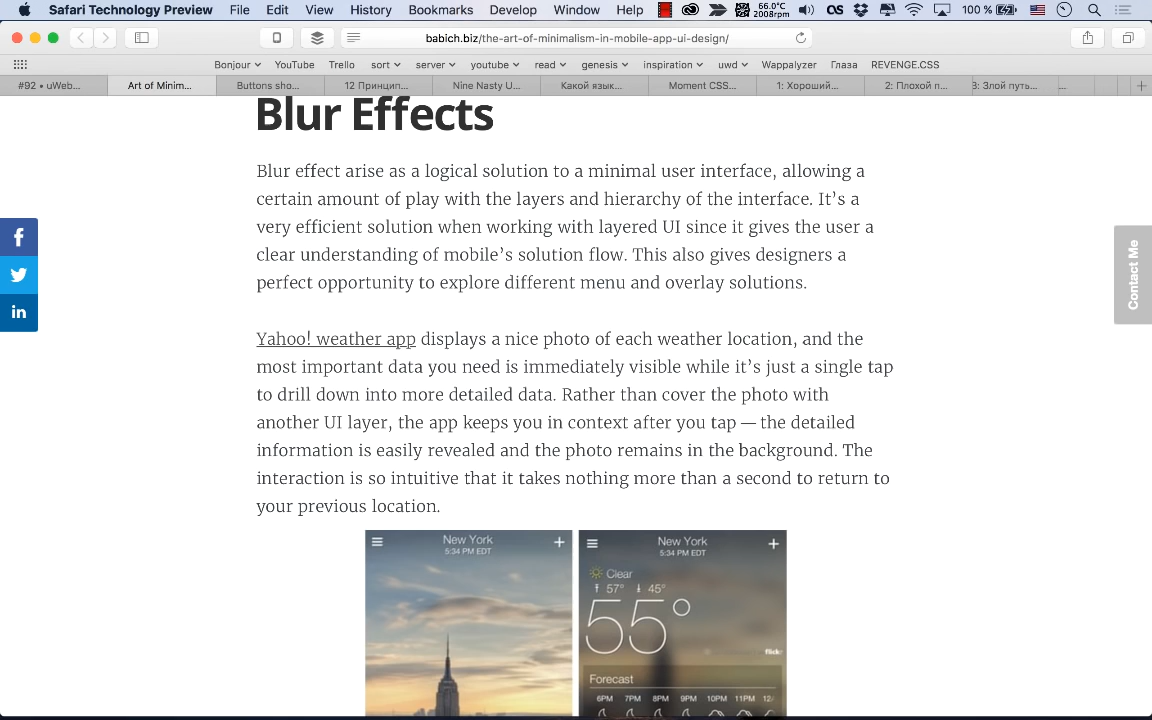 Safari Technology Preview File Edit View History Bookmarks Develop Window Help 66.0°C 2008rpm 100 %
babich.biz/the-art-of-minimalism-in-mobile-app-ui-design/
Bonjour YouTube Trello sort server youtube read genesis inspiration uwd Wappalyzer Глаза REVENGE.CSS
#92 • uWeb... Art of Minim... Buttons sho... 12 Принцип... Nine Nasty U... Какой язык... Moment CSS... 1: Хороший... 2: Плохой п... 3: Злой путь... ...
Blur Effects
Blur effect arise as a logical solution to a minimal user interface, allowing a
certain amount of play with the layers and hierarchy of the interface. It’s a
very efficient solution when working with layered UI since it gives the user a
clear understanding of mobile’s solution flow. This also gives designers a
perfect opportunity to explore different menu and overlay solutions.
Yahoo! weather app displays a nice photo of each weather location, and the
most important data you need is immediately visible while it’s just a single tap
to drill down into more detailed data. Rather than cover the photo with
another UI layer, the app keeps you in context after you tap — the detailed
information is easily revealed and the photo remains in the background. The
interaction is so intuitive that it takes nothing more than a second to return to
your previous location.
Contact Me
New York
5:34 PM EDT
New York
5:34 PM EDT
Clear
57° 45°
55°
Forecast
6PM 7PM 8PM 9PM 10PM 11PM